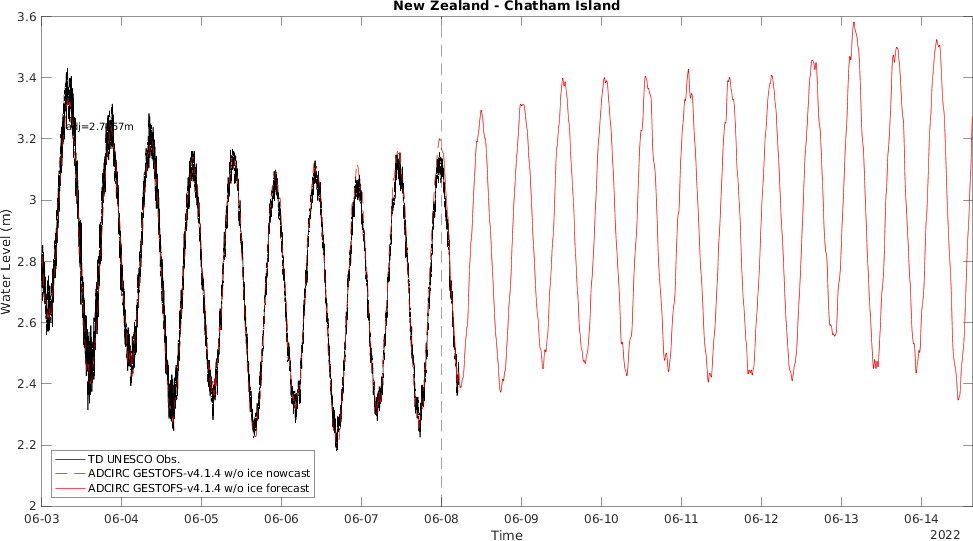 New Zealand - Chatham Island
3.6
3.4
3.2
3
2.8
2.6
2.4
2.2
2
Water Level (m)
TD UNESCO Obs.
ADCIRC GESTOFS-v4.1.4 w/o ice nowcast
ADCIRC GESTOFS-v4.1.4 w/o ice forecast
06-03 06-04 06-05 06-06 06-07 06-08 06-09 06-10 06-11 06-12 06-13 06-14
Time
2022